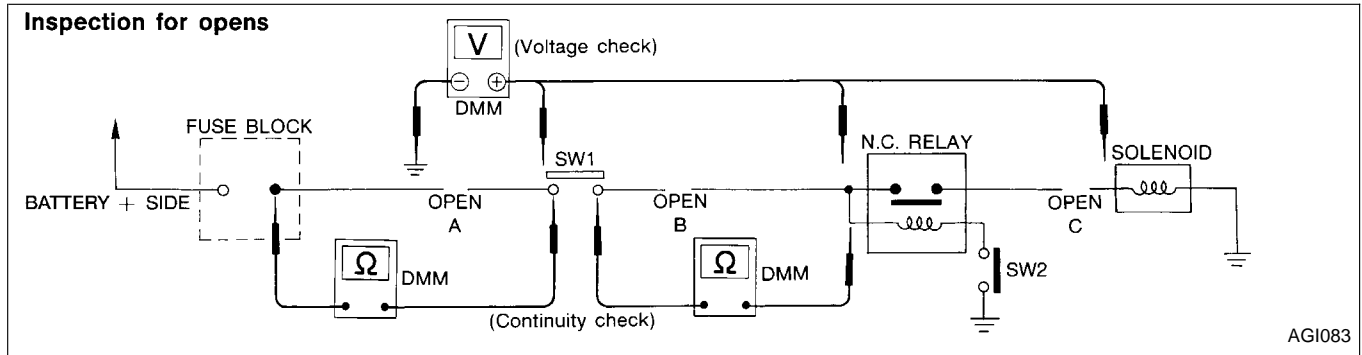 Inspection for opens
V
(Voltage check)
− +
DMM
FUSE BLOCK
SW1
N.C. RELAY
SOLENOID
BATTERY + SIDE
OPEN
A
OPEN
B
OPEN
C
Ω
DMM
Ω
DMM
SW2
(Continuity check)
AGI083